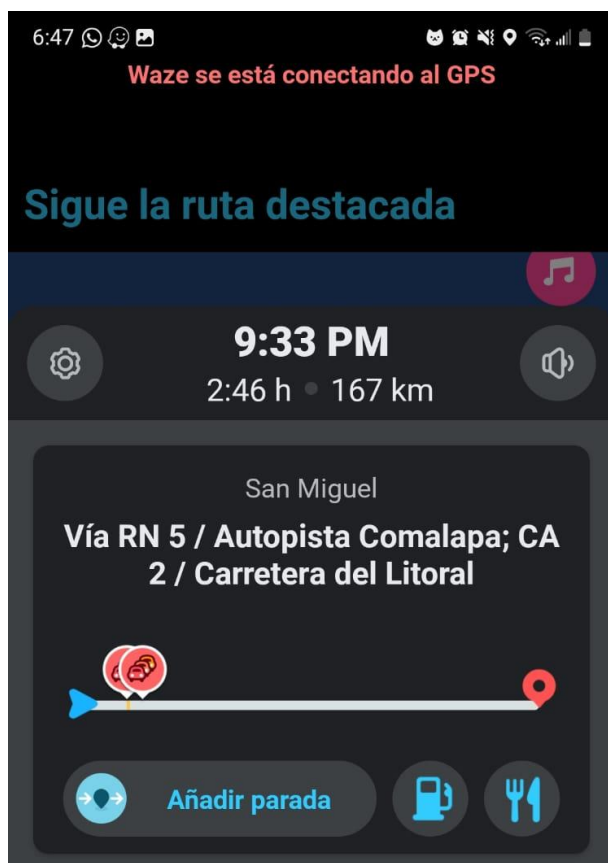 6:47
Waze se está conectando al GPS
Sigue la ruta destacada
9:33 PM
2:46 h • 167 km
San Miguel
Vía RN 5 / Autopista Comalapa; CA
2 / Carretera del Litoral
Añadir parada